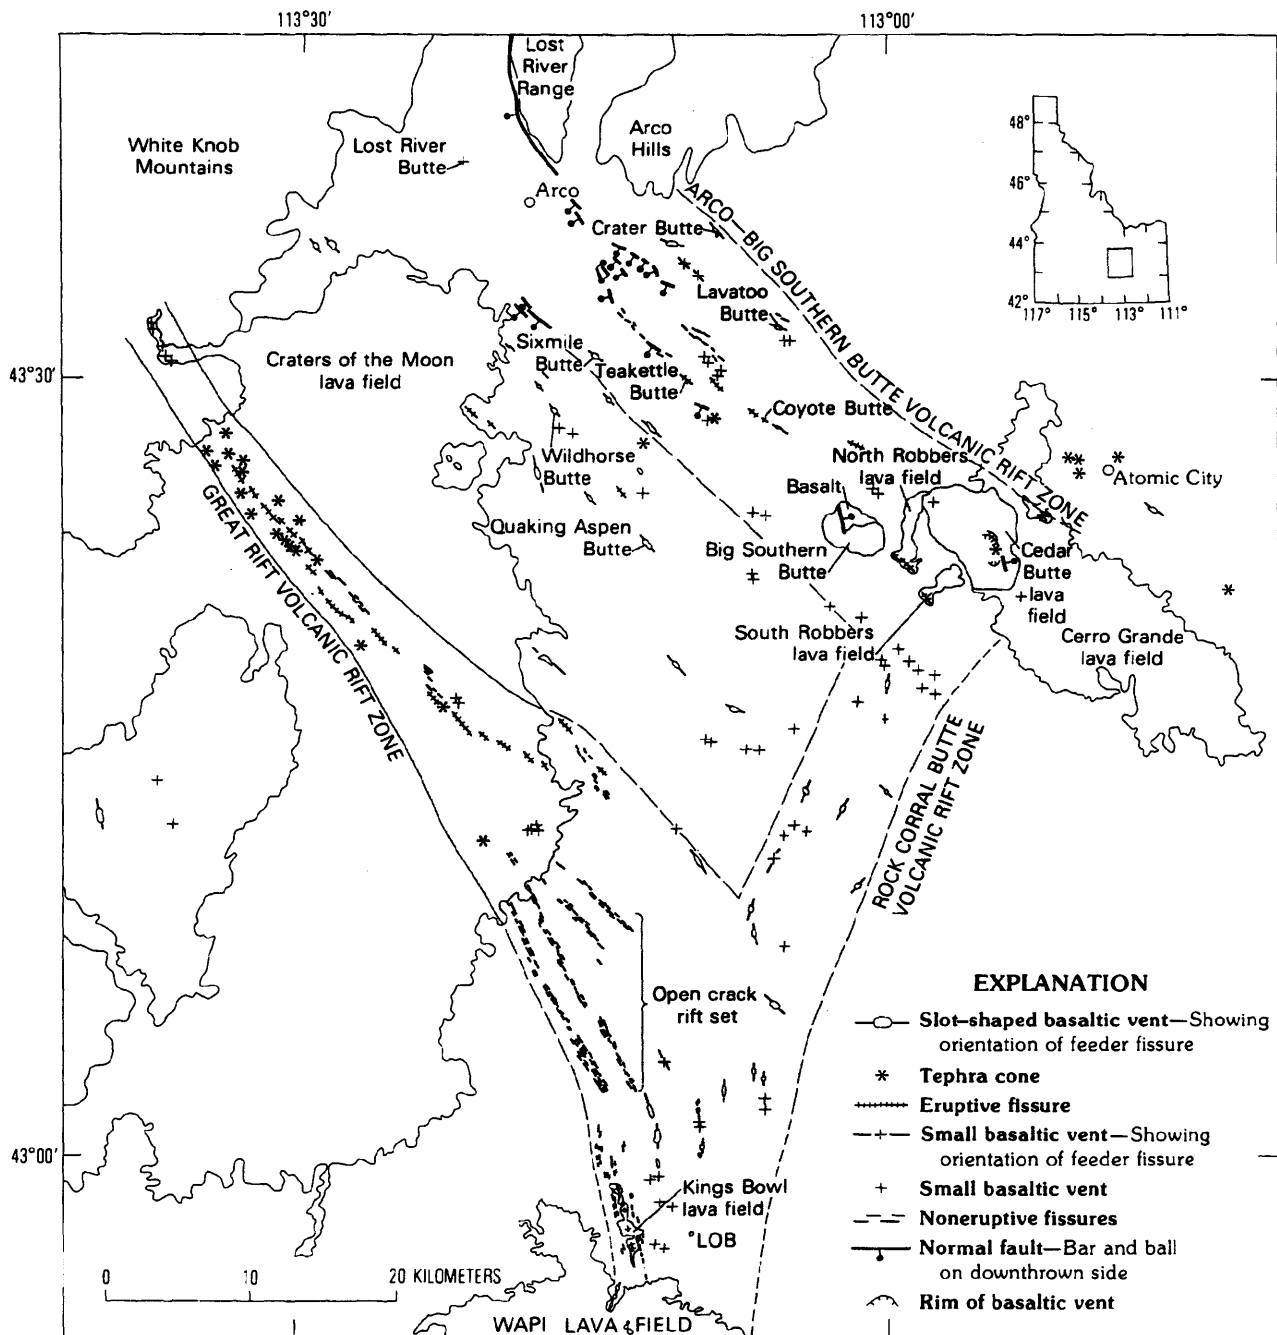 113°30′
113°00′
Lost
River
Range
White Knob
Mountains
Lost River
Butte
Arco
Hills
Arco
Crater Butte
ARCO—BIG SOUTHERN BUTTE VOLCANIC RIFT ZONE
48°
46°
44°
42°
117°
115°
113°
111°
Lavatoo
Butte
Craters of the Moon
lava field
Sixmile
Butte
Teakettle
Butte
43°30′
Coyote Butte
Wildhorse
Butte
North Robbers
lava field
Basalt
Atomic City
GREAT RIFT VOLCANIC RIFT ZONE
Quaking Aspen
Butte
Big Southern
Butte
Cedar
Butte
lava
field
South Robbers
lava field
Cerro Grande
lava field
ROCK CORRAL BUTTE
VOLCANIC RIFT ZONE
Open crack
rift set
EXPLANATION
Slot–shaped basaltic vent—Showing
orientation of feeder fissure
Tephra cone
Eruptive fissure
Small basaltic vent—Showing
orientation of feeder fissure
Small basaltic vent
Noneruptive fissures
Normal fault—Bar and ball
on downthrown side
Rim of basaltic vent
43°00′
Kings Bowl
lava field
LOB
0 10 20 KILOMETERS
WAPI LAVA FIELD